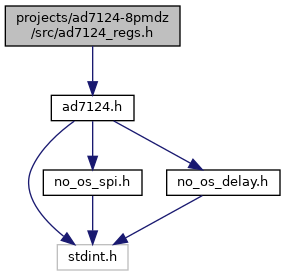 projects/ad7124-8pmdz
/src/ad7124_regs.h
ad7124.h
no_os_spi.h
no_os_delay.h
stdint.h